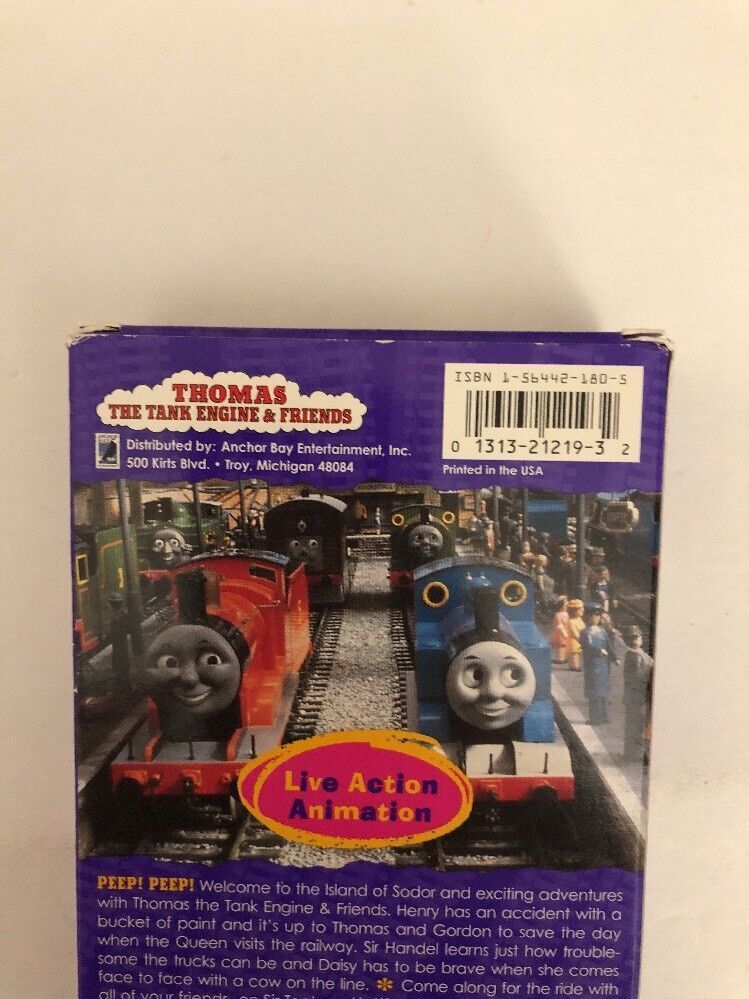 THOMAS
THE TANK ENGINE & FRIENDS
Distributed by: Anchor Bay Entertainment, Inc.
500 Kirts Blvd. • Troy, Michigan 48084
ISBN 1-56442-180-5
0 1313-21219-3 2
Printed in the USA
Live Action
Animation
PEEP! PEEP! Welcome to the Island of Sodor and exciting adventures
with Thomas the Tank Engine & Friends. Henry has an accident with a
bucket of paint and it's up to Thomas and Gordon to save the day
when the Queen visits the railway. Sir Handel learns just how trouble-
some the trucks can be and Daisy has to be brave when she comes
face to face with a cow on the line. ✻ Come along for the ride with
all of your friends